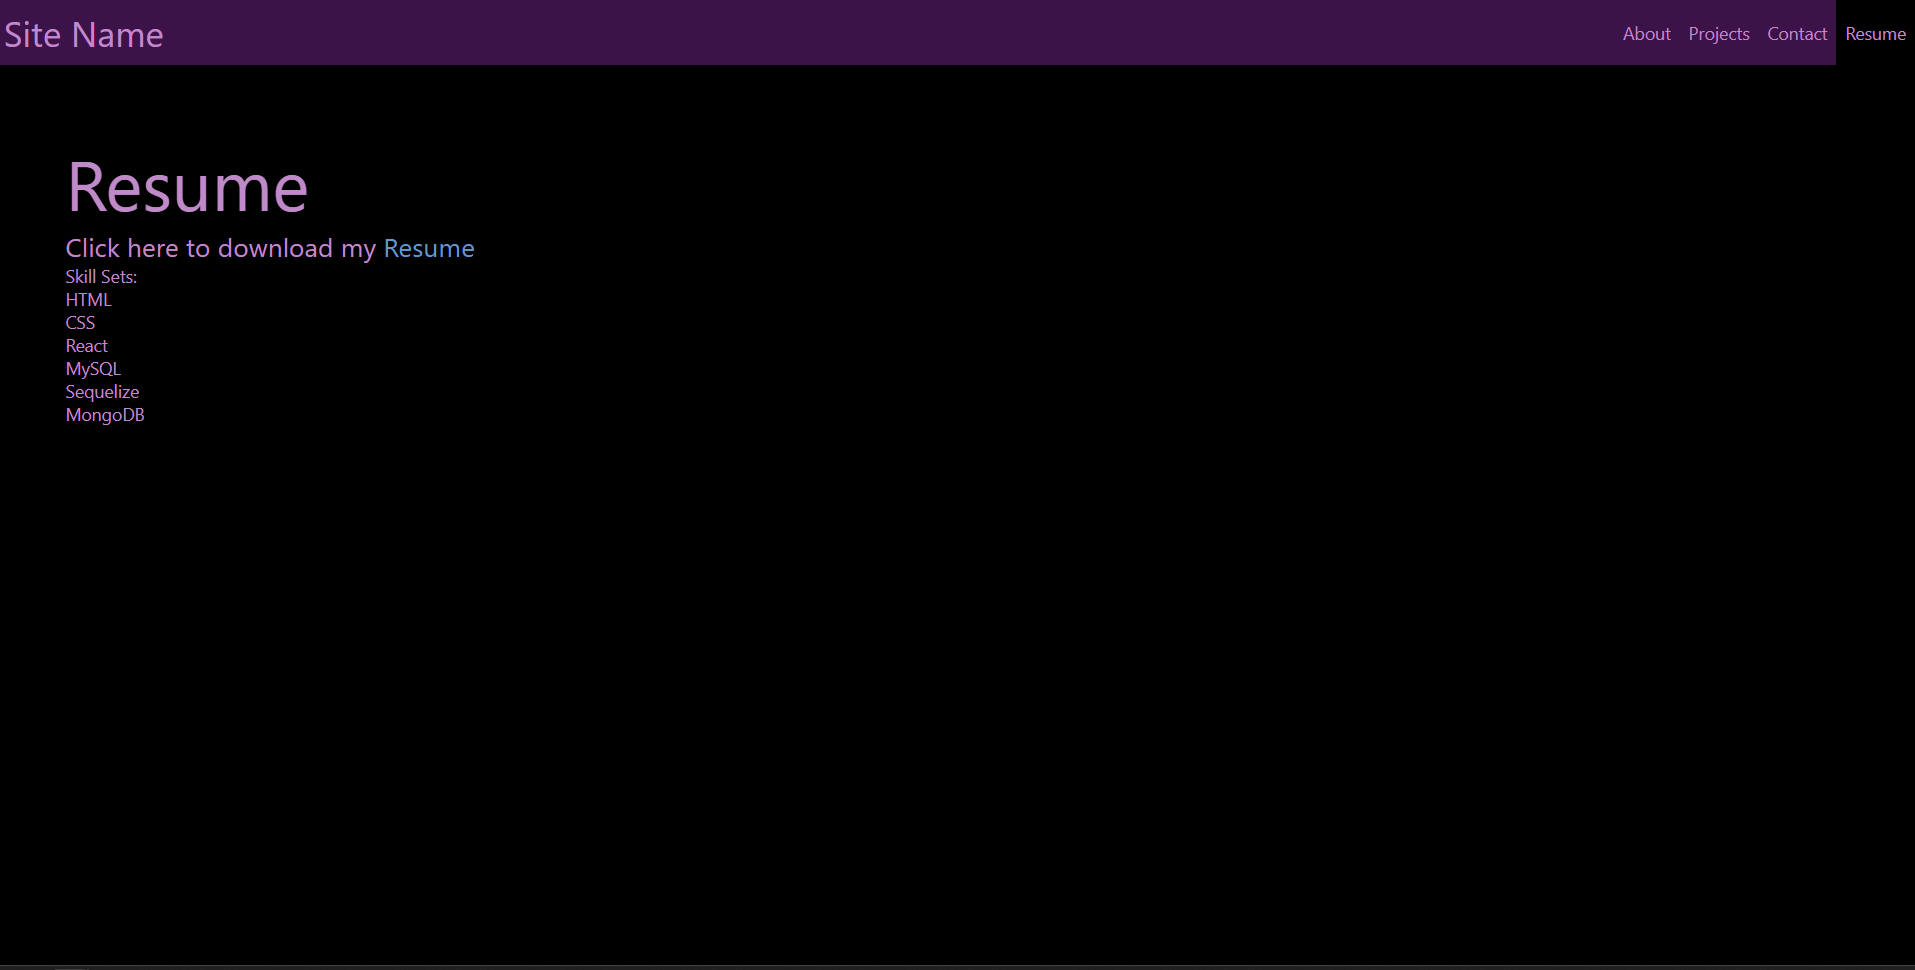 Site Name
About Projects Contact Resume
Resume
Click here to download my Resume
Skill Sets:
HTML
CSS
React
MySQL
Sequelize
MongoDB